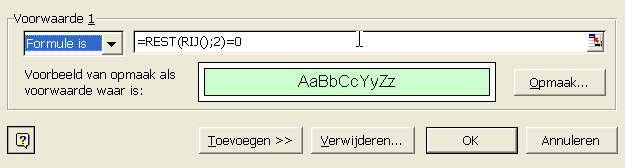 Voorwaarde 1
Formule is =REST(RIJ();2)=0
Voorbeeld van opmaak als
voorwaarde waar is:
AaBbCcYyZz
Opmaak...
?
Toevoegen >> Verwijderen... OK Annuleren